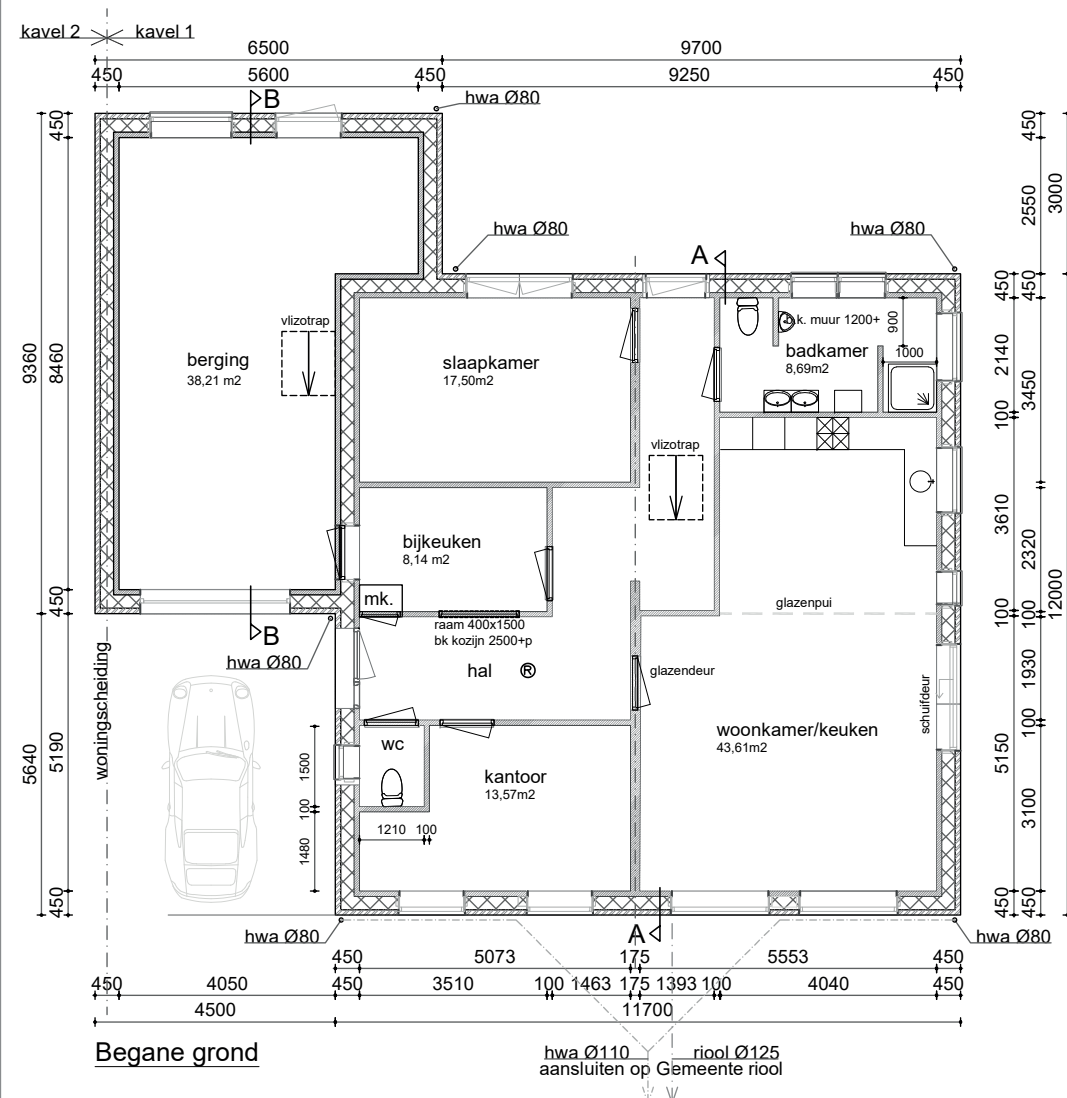 kavel 2 kavel 1
6500 9700
450 5600 450 9250 450
B
hwa Ø80
hwa Ø80
hwa Ø80
A
vlizotrap
berging
38,21 m2
slaapkamer
17,50m2
b.k. muur 1200+
900
badkamer
8,69m2
1000
vlizotrap
bijkeuken
8,14 m2
mk.
raam 400x1500
bk kozijn 2500+p
glazenpui
B
hwa Ø80
hal ®
glazendeur
schuifdeur
woonkamer/keuken
43,61m2
woningscheiding
wc
kantoor
13,57m2
1500
100
1480
1210 100
450
9360
8460
450
5640
5190
450
450
2550
3000
450
450
2140
3450
100
3610
2320
12000
100
100
1930
100
5150
3100
450
450
hwa Ø80
A
hwa Ø80
450 5073 175 5553 450
450 4050 450 3510 100 1463 175 1393 100 4040 450
4500 11700
Begane grond
hwa Ø110 riool Ø125
aansluiten op Gemeente riool